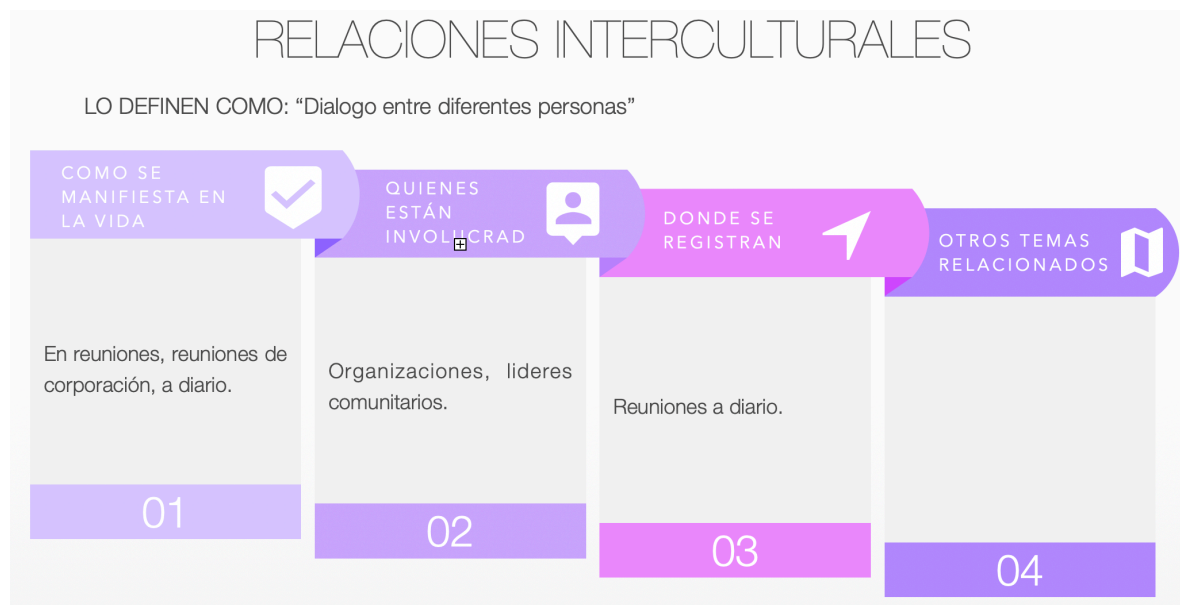 RELACIONES INTERCULTURALES
LO DEFINEN COMO: “Dialogo entre diferentes personas”
COMO SE
MANIFIESTA EN
LA VIDA
En reuniones, reuniones de
corporación, a diario.
01
QUIENES
ESTÁN
INVOLUCRAD
Organizaciones, lideres
comunitarios.
02
DONDE SE
REGISTRAN
Reuniones a diario.
03
OTROS TEMAS
RELACIONADOS
04